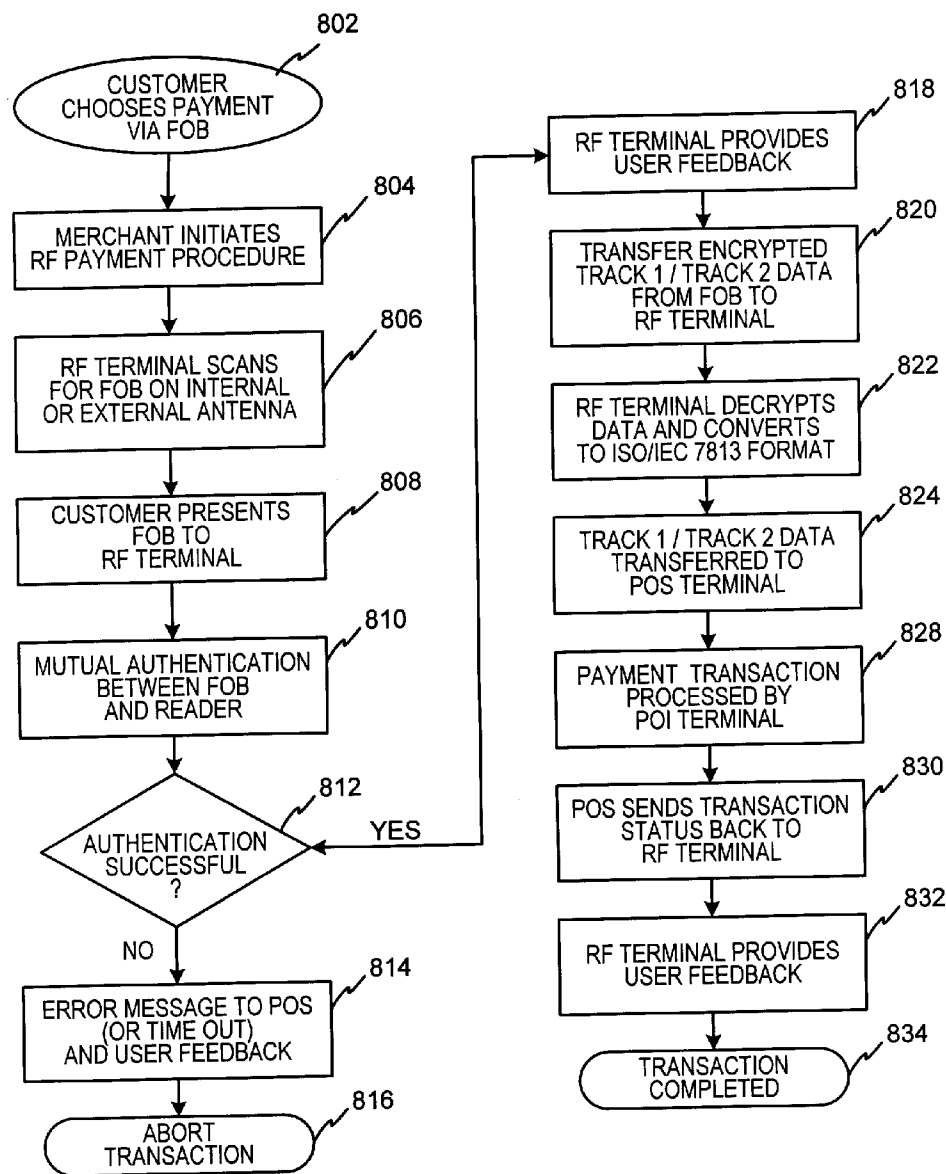 802
CUSTOMER
CHOOSES PAYMENT
VIA FOB
804
MERCHANT INITIATES
RF PAYMENT PROCEDURE
806
RF TERMINAL SCANS
FOR FOB ON INTERNAL
OR EXTERNAL ANTENNA
808
CUSTOMER PRESENTS
FOB TO
RF TERMINAL
810
MUTUAL AUTHENTICATION
BETWEEN FOB
AND READER
812
AUTHENTICATION
SUCCESSFUL
?
YES
NO
814
ERROR MESSAGE TO POS
(OR TIME OUT)
AND USER FEEDBACK
816
ABORT
TRANSACTION
818
RF TERMINAL PROVIDES
USER FEEDBACK
820
TRANSFER ENCRYPTED
TRACK 1 / TRACK 2 DATA
FROM FOB TO
RF TERMINAL
822
RF TERMINAL DECRYPTS
DATA AND CONVERTS
TO ISO/IEC 7813 FORMAT
824
TRACK 1 / TRACK 2 DATA
TRANSFERRED TO
POS TERMINAL
828
PAYMENT TRANSACTION
PROCESSED BY
POI TERMINAL
830
POS SENDS TRANSACTION
STATUS BACK TO
RF TERMINAL
832
RF TERMINAL PROVIDES
USER FEEDBACK
834
TRANSACTION
COMPLETED